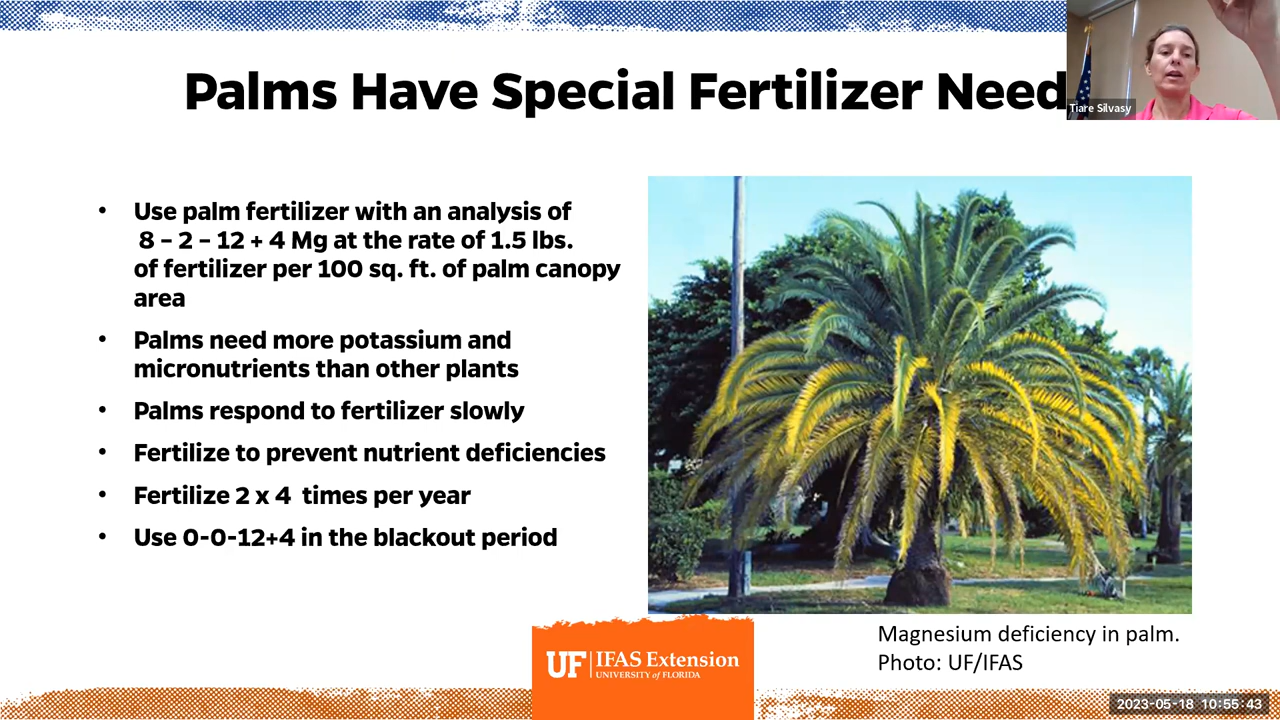 Palms Have Special Fertilizer Need
Tiare Silvasy
• Use palm fertilizer with an analysis of
8 – 2 – 12 + 4 Mg at the rate of 1.5 lbs.
of fertilizer per 100 sq. ft. of palm canopy
area
• Palms need more potassium and
micronutrients than other plants
• Palms respond to fertilizer slowly
• Fertilize to prevent nutrient deficiencies
• Fertilize 2 x 4 times per year
• Use 0-0-12+4 in the blackout period
Magnesium deficiency in palm.
Photo: UF/IFAS
UF IFAS Extension
UNIVERSITY of FLORIDA
2023-05-18 10:55:43